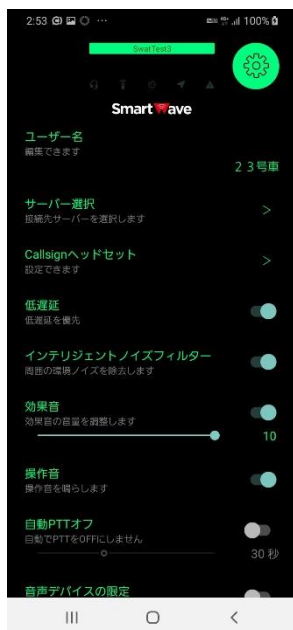 2:53
100%
SwatTest3
SmartWave
ユーザー名
編集できます
２３号車
サーバー選択
接続先サーバーを選択します
>
Callsignヘッドセット
設定できます
>
低遅延
低遅延を優先
インテリジェントノイズフィルター
周囲の環境ノイズを除去します
効果音
効果音の音量を調整します
10
操作音
操作音を鳴らします
自動PTTオフ
自動でPTTをOFFにしません
30 秒
音声デバイスの限定